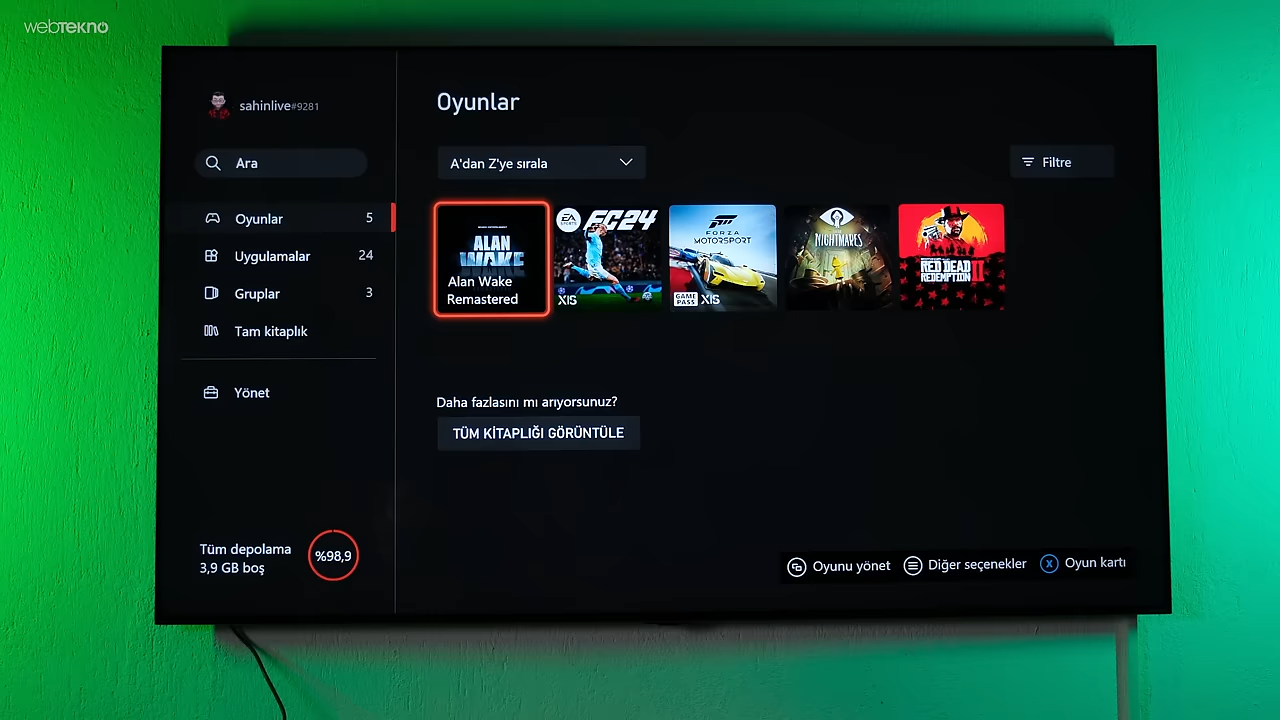 webTEKNO
sahinlive#9281
Ara
Oyunlar 5
Uygulamalar 24
Gruplar 3
Tam kitaplık
Yönet
Tüm depolama
3,9 GB boş
%98,9
Oyunlar
A'dan Z'ye sırala
Filtre
ALAN
WAKE
Alan Wake
Remastered
EA
SPORTS
FC24
X|S
FORZA
MOTORSPORT
GAME
PASS
X|S
NIGHTMARES
RED DEAD
REDEMPTION II
Daha fazlasını mı arıyorsunuz?
TÜM KİTAPLIĞI GÖRÜNTÜLE
Oyunu yönet
Diğer seçenekler
X Oyun kartı